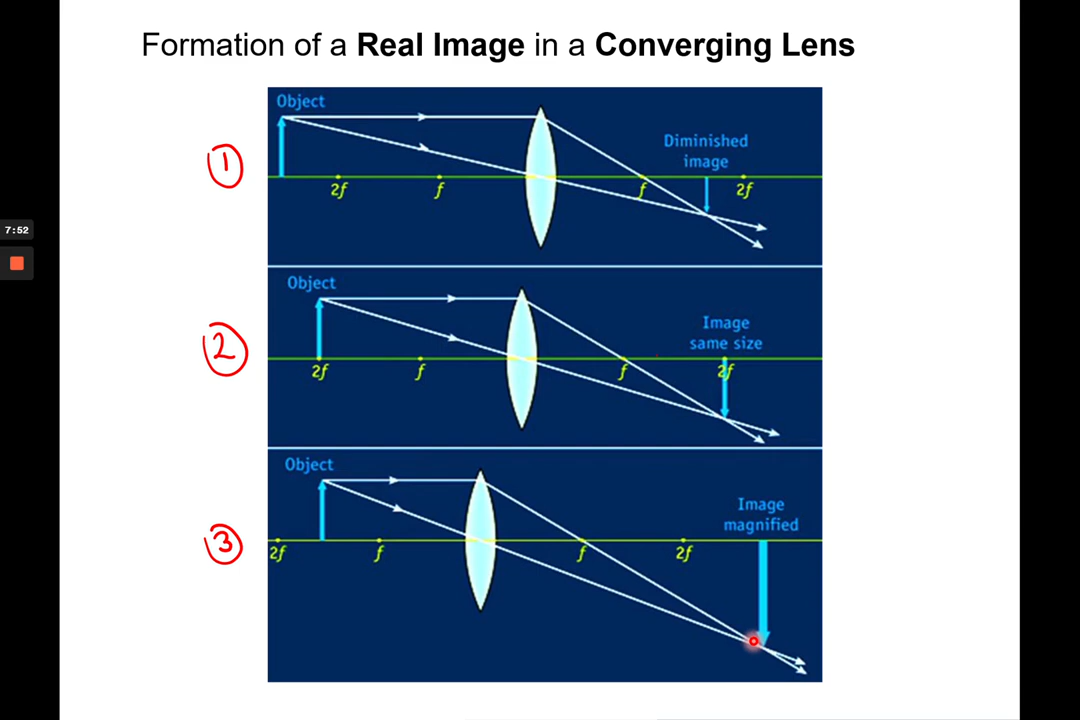 Formation of a Real Image in a Converging Lens
Object
Diminished
image
1
2f
f
f
2f
Object
Image
same size
2
2f
f
f
2f
Object
Image
magnified
3
2f
f
f
2f
7:52